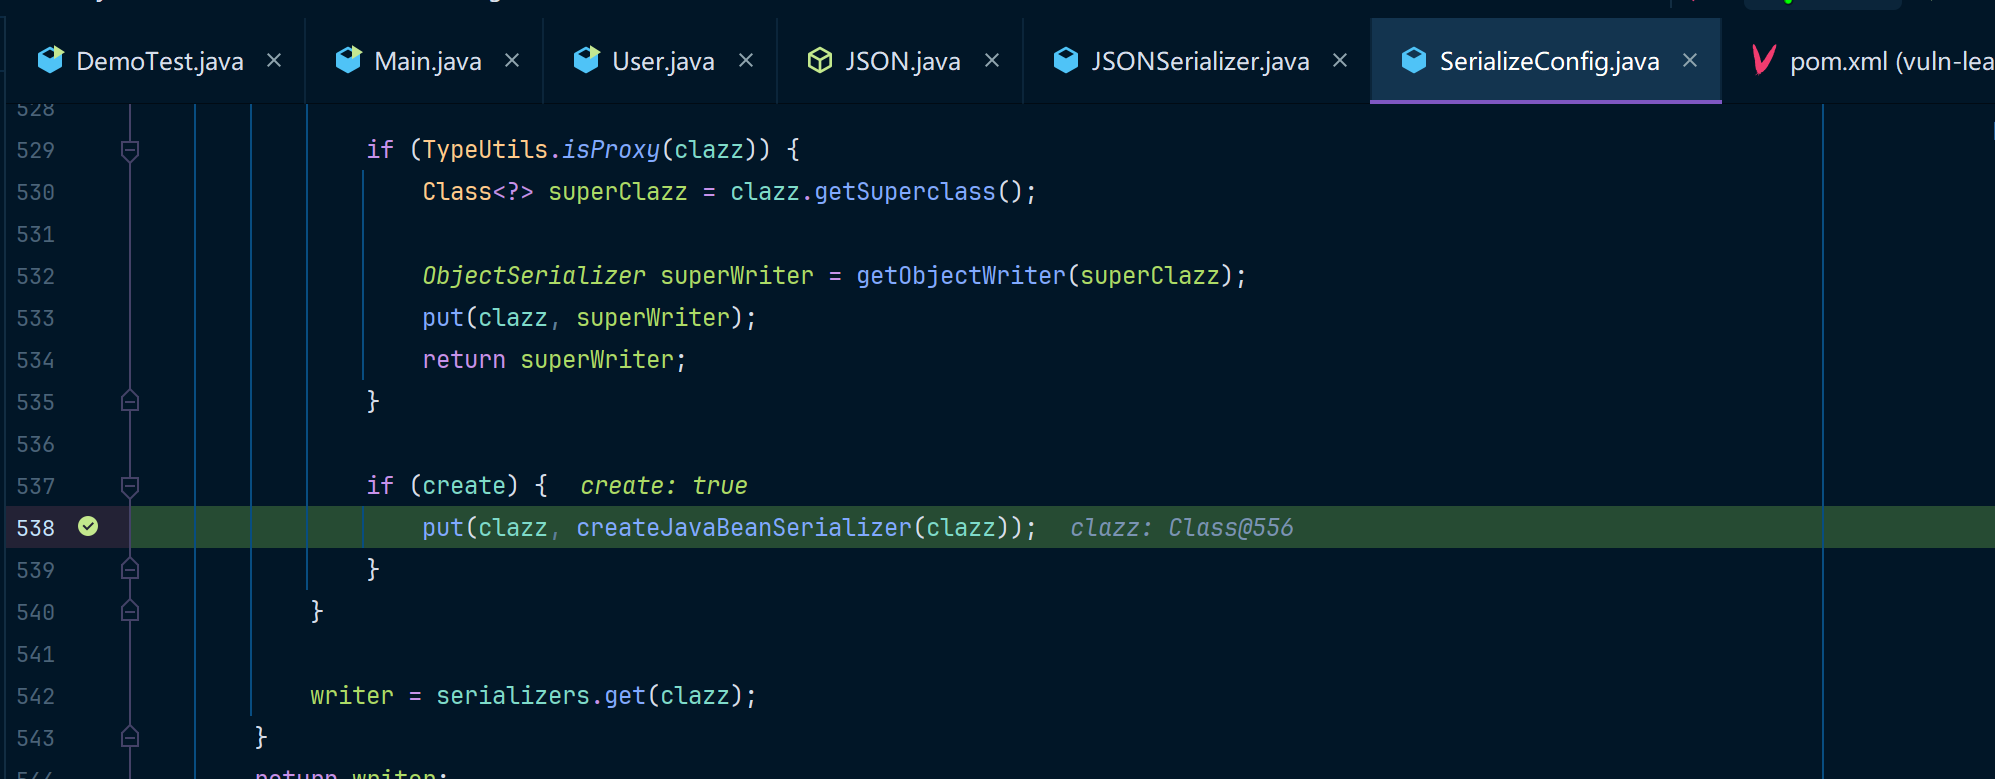 DemoTest.java Main.java User.java JSON.java JSONSerializer.java SerializeConfig.java pom.xml (vuln-lea
528
529 if (TypeUtils.isProxy(clazz)) {
530 Class<?> superClazz = clazz.getSuperclass();
531
532 ObjectSerializer superWriter = getObjectWriter(superClazz);
533 put(clazz, superWriter);
534 return superWriter;
535 }
536
537 if (create) { create: true
538 put(clazz, createJavaBeanSerializer(clazz)); clazz: Class@556
539 }
540 }
541
542 writer = serializers.get(clazz);
543 }
544 return writer;